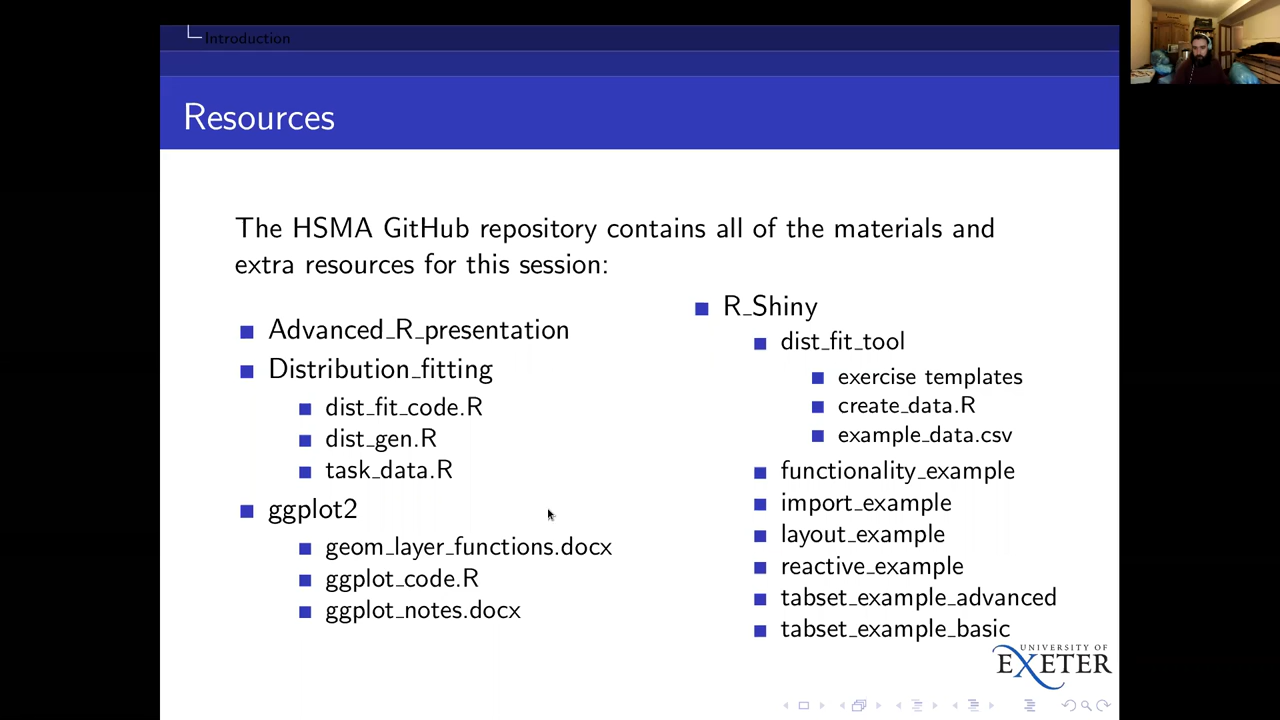 Introduction
Resources
The HSMA GitHub repository contains all of the materials and
extra resources for this session:
Advanced_R_presentation
Distribution_fitting
dist_fit_code.R
dist_gen.R
task_data.R
ggplot2
geom_layer_functions.docx
ggplot_code.R
ggplot_notes.docx
R_Shiny
dist_fit_tool
exercise templates
create_data.R
example_data.csv
functionality_example
import_example
layout_example
reactive_example
tabset_example_advanced
tabset_example_basic
UNIVERSITY OF
EXETER